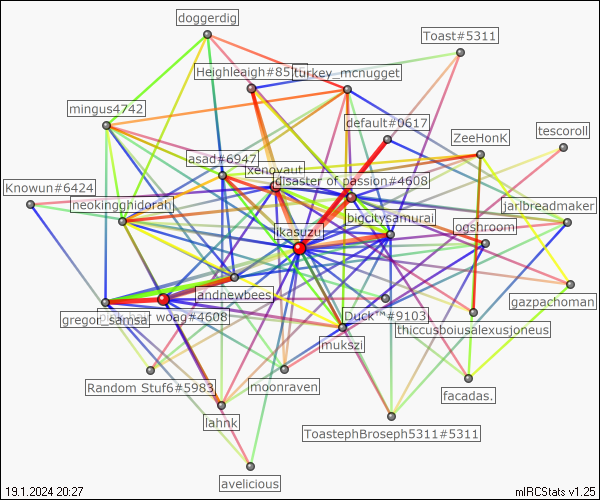 doggerdig
Toast#5311
Heighleaigh#85
turkey_mcnugget
mingus4742
default#0617
ZeeHonK
tescoroll
asad#6947
xenovaut
disaster of passion#4608
Knowun#6424
neokingghidorah
jarlbreadmaker
bigcitysamurai
ikasuzu
ogshroom
andnewbees
gazpachoman
gregor_samsa
woag#4608
Duck™#9103
thiccusboiusalexusjoneus
mukszi
Random Stuf6#5983
moonraven
facadas.
lahnk
ToastephBroseph5311#5311
avelicious
19.1.2024 20:27
mIRCStats v1.25